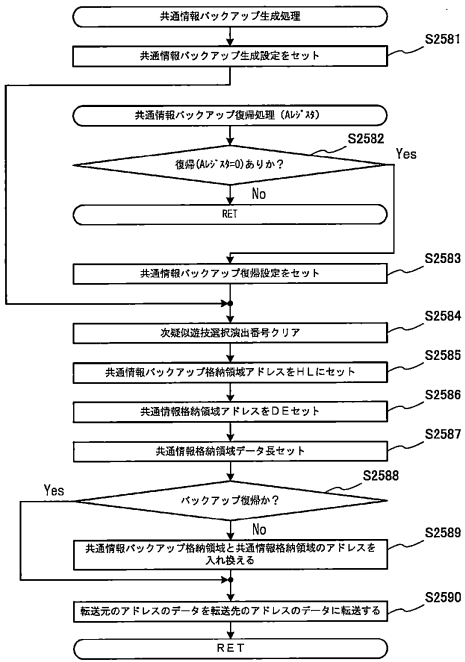 共通情報バックアップ生成処理
S2581
共通情報バックアップ生成設定をセット
共通情報バックアップ復帰処理 (Aレジスタ)
S2582
復帰(Aレジスタ=0)ありか?
Yes
No
RET
S2583
共通情報バックアップ復帰設定をセット
S2584
次疑似遊技選択演出番号クリア
S2585
共通情報バックアップ格納領域アドレスをHLにセット
S2586
共通情報格納領域アドレスをDEセット
S2587
共通情報格納領域データ長セット
S2588
Yes
バックアップ復帰か?
No
S2589
共通情報バックアップ格納領域と共通情報格納領域のアドレスを
入れ換える
S2590
転送元のアドレスのデータを転送先のアドレスのデータに転送する
RET